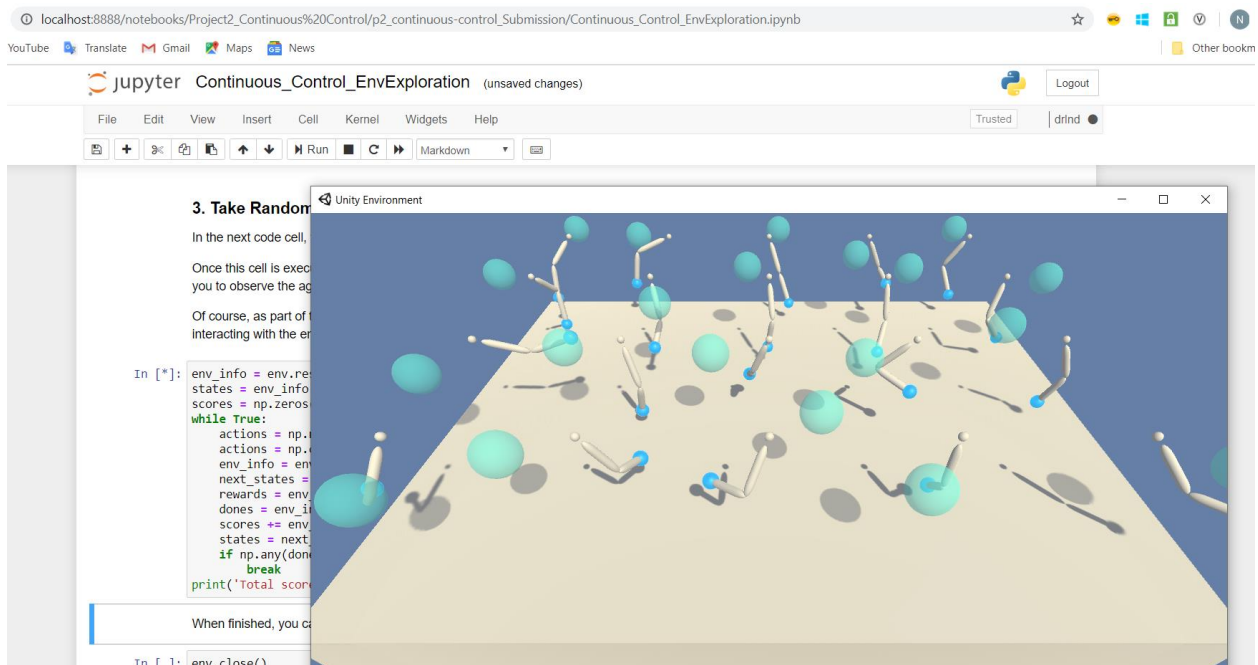 localhost:8888/notebooks/Project2_Continuous%20Control/p2_continuous-control_Submission/Continuous_Control_EnvExploration.ipynb
N
YouTube Translate Gmail Maps News Other bookm
jupyter Continuous_Control_EnvExploration (unsaved changes) Logout
File Edit View Insert Cell Kernel Widgets Help Trusted drlnd
Run Markdown
Unity Environment
3. Take Random
In the next code cell,
Once this cell is exec
you to observe the ag
Of course, as part of t
interacting with the en
In [*]: env_info = env.res
states = env_info
scores = np.zeros(
while True:
actions = np.r
actions = np.c
env_info = env
next_states =
rewards = env_
dones = env_in
scores += env_
states = next_
if np.any(done
break
print('Total score
When finished, you ca
In [ ]: env.close()